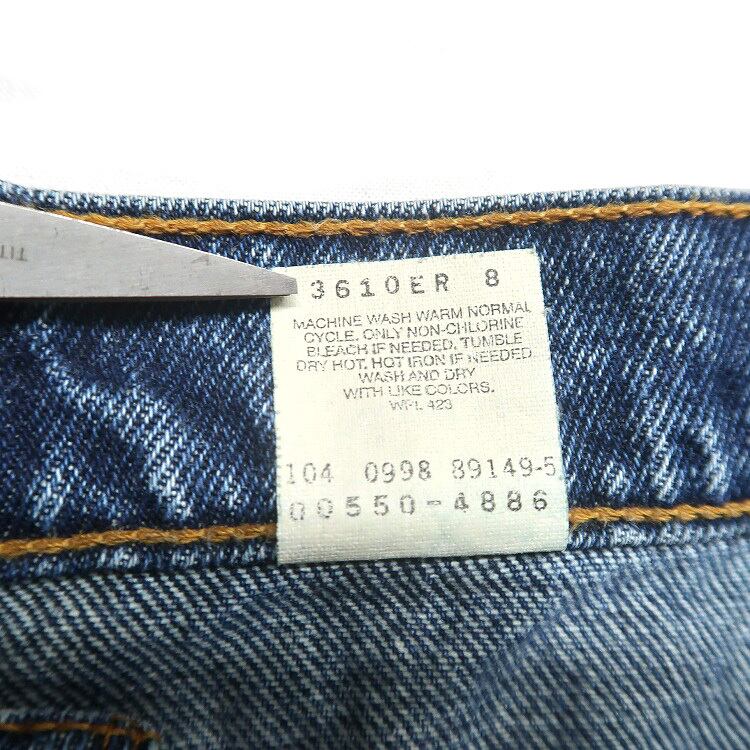 3610ER 8
MACHINE WASH WARM NORMAL
CYCLE. ONLY NON-CHLORINE
BLEACH IF NEEDED. TUMBLE
DRY HOT. HOT IRON IF NEEDED.
WASH AND DRY
WITH LIKE COLORS.
WPL 423
104 0998 89149-5
00550-4886